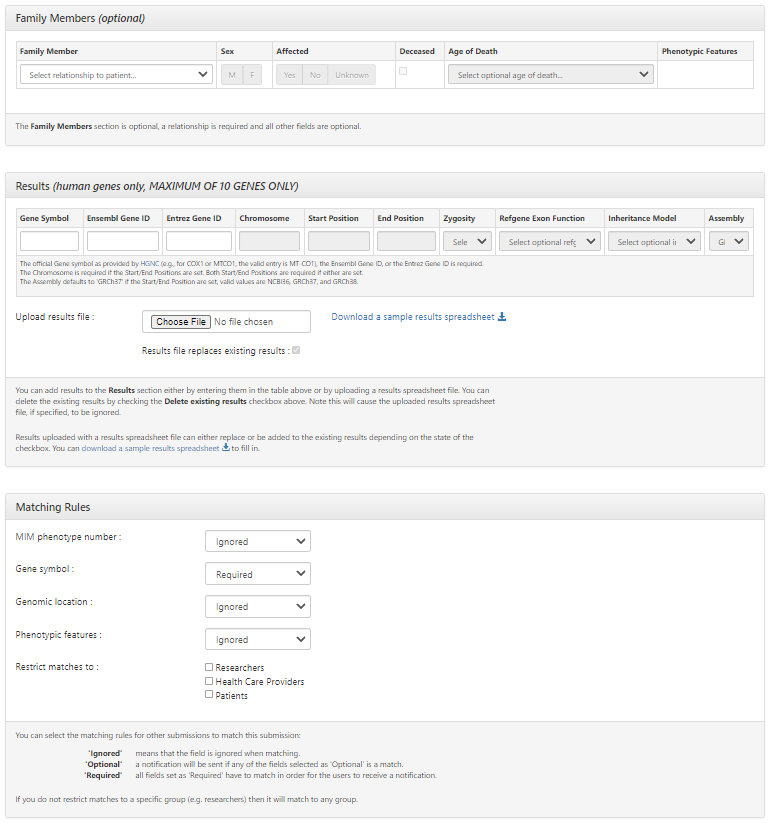 Family Members (optional)
Family Member Sex Affected Deceased Age of Death Phenotypic Features
Select relationship to patient... M F Yes No Unknown Select optional age of death...
The Family Members section is optional, a relationship is required and all other fields are optional.
Results (human genes only, MAXIMUM OF 10 GENES ONLY)
Gene Symbol Ensembl Gene ID Entrez Gene ID Chromosome Start Position End Position Zygosity Refgene Exon Function Inheritance Model Assembly
Sele Select optional refg Select optional i GI
The official Gene symbol as provided by HGNC (e.g., for COX1 or MTCO1, the valid entry is MT-CO1), the Ensembl Gene ID, or the Entrez Gene ID is required.
The Chromosome is required if the Start/End Positions are set. Both Start/End Positions are required if either are set.
The Assembly defaults to 'GRCh37' if the Start/End Position are set, valid values are NCBI36, GRCh37, and GRCh38.
Upload results file : Choose File No file chosen Download a sample results spreadsheet
Results file replaces existing results :
You can add results to the Results section either by entering them in the table above or by uploading a results spreadsheet file. You can
delete the existing results by checking the Delete existing results checkbox above. Note this will cause the uploaded results spreadsheet
file, if specified, to be ignored.
Results uploaded with a results spreadsheet file can either replace or be added to the existing results depending on the state of the
checkbox. You can download a sample results spreadsheet to fill in.
Matching Rules
MIM phenotype number : Ignored
Gene symbol : Required
Genomic location : Ignored
Phenotypic features : Ignored
Restrict matches to : Researchers
Health Care Providers
Patients
You can select the matching rules for other submissions to match this submission:
'Ignored' means that the field is ignored when matching.
'Optional' a notification will be sent if any of the fields selected as 'Optional' is a match.
'Required' all fields set as 'Required' have to match in order for the users to receive a notification.
If you do not restrict matches to a specific group (e.g. researchers) then it will match to any group.